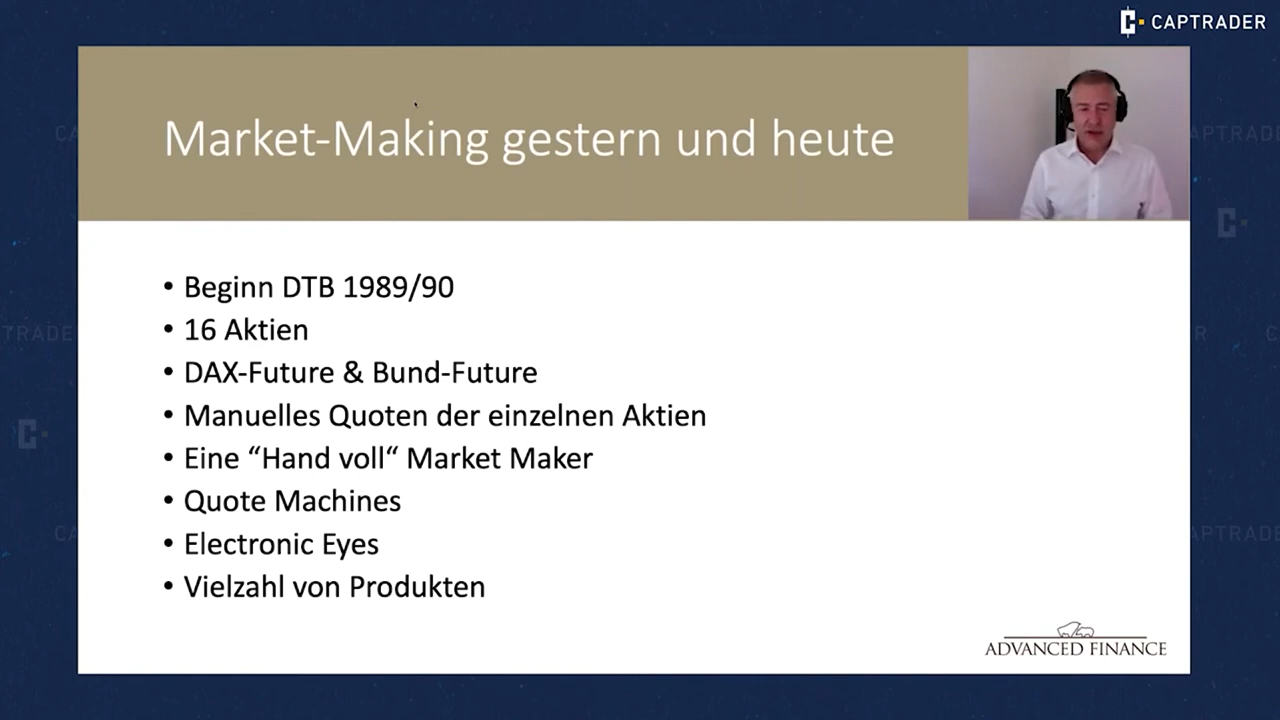 CAPTRADER
Market-Making gestern und heute
• Beginn DTB 1989/90
• 16 Aktien
• DAX-Future & Bund-Future
• Manuelles Quoten der einzelnen Aktien
• Eine “Hand voll“ Market Maker
• Quote Machines
• Electronic Eyes
• Vielzahl von Produkten
ADVANCED FINANCE